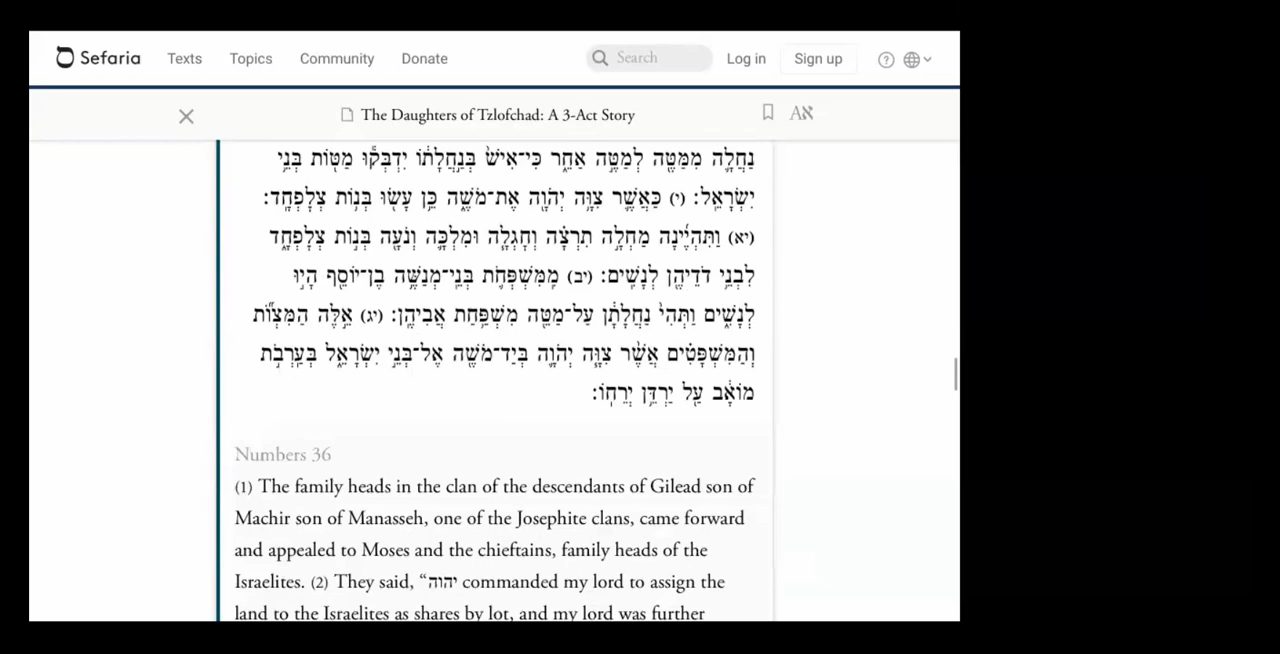 Sefaria Texts Topics Community Donate Search Log in Sign up
The Daughters of Tzlofchad: A 3-Act Story
נַחֲלָ֛ה מִמַּטֶּ֖ה לְמַטֶּ֣ה אַחֵ֑ר כִּי־אִישׁ֙ בְּנַ֣חֲלָת֔וֹ יִדְבְּק֕וּ מַטּ֖וֹת בְּנֵ֥י
יִשְׂרָאֵֽל׃ (י) כַּאֲשֶׁ֛ר צִוָּ֥ה יְהֹוָ֖ה אֶת־מֹשֶׁ֑ה כֵּ֥ן עָשׂ֖וּ בְּנ֥וֹת צְלׇפְחָֽד׃
(יא) וַתִּהְיֶ֜ינָה מַחְלָ֣ה תִרְצָ֗ה וְחׇגְלָ֧ה וּמִלְכָּ֛ה וְנֹעָ֖ה בְּנ֣וֹת צְלׇפְחָ֑ד
לִבְנֵ֥י דֹדֵיהֶ֖ן לְנָשִֽׁים׃ (יב) מִֽמִּשְׁפְּחֹ֛ת בְּנֵֽי־מְנַשֶּׁ֥ה בֶן־יוֹסֵ֖ף הָי֣וּ
לְנָשִׁ֑ים וַתְּהִי֙ נַחֲלָתָ֔ן עַל־מַטֵּ֖ה מִשְׁפַּ֥חַת אֲבִיהֶֽן׃ (יג) אֵ֣לֶּה הַמִּצְוֺ֞ת
וְהַמִּשְׁפָּטִ֗ים אֲשֶׁ֨ר צִוָּ֧ה יְהֹוָ֛ה בְּיַד־מֹשֶׁ֖ה אֶל־בְּנֵ֣י יִשְׂרָאֵ֑ל בְּעַֽרְבֹ֣ת
מוֹאָ֔ב עַ֖ל יַרְדֵּ֥ן יְרֵחֽוֹ׃
Numbers 36
(1) The family heads in the clan of the descendants of Gilead son of
Machir son of Manasseh, one of the Josephite clans, came forward
and appealed to Moses and the chieftains, family heads of the
Israelites. (2) They said, “יהוה commanded my lord to assign the
land to the Israelites as shares by lot, and my lord was further